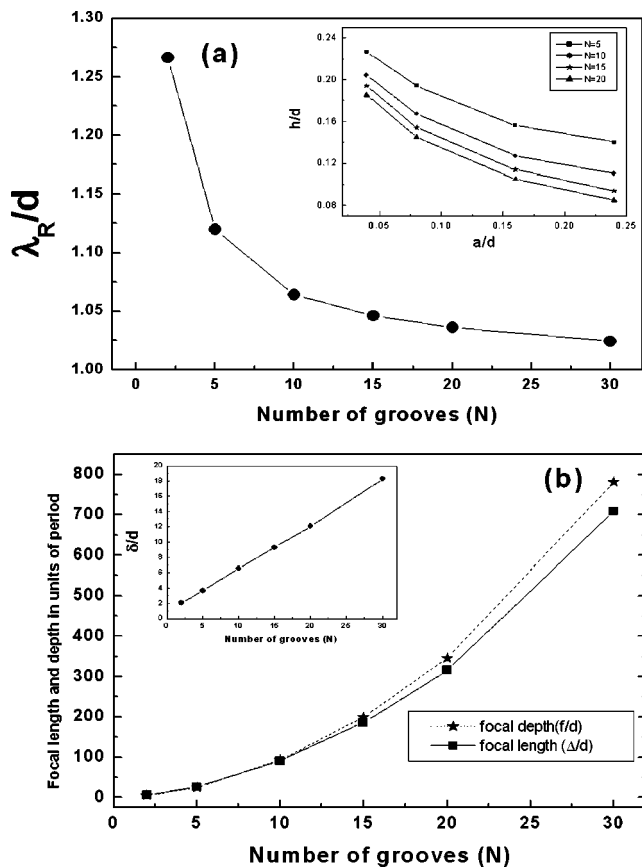 (a)
λR/d
1.25
1.20
1.15
1.10
1.05
1.00
0 5 10 15 20 25 30
Number of grooves (N)
h/d
0.24
0.20
0.16
0.12
0.08
0.05 0.10 0.15 0.20 0.25
a/d
N=5
N=10
N=15
N=20
(b)
Focal length and depth in units of period
800
700
600
500
400
300
200
100
0
0 5 10 15 20 25 30
Number of grooves (N)
δ/d
20
18
16
14
12
10
8
6
4
2
0
0 5 10 15 20 25 30
Number of grooves (N)
focal depth(f/d)
focal length (Δ/d)